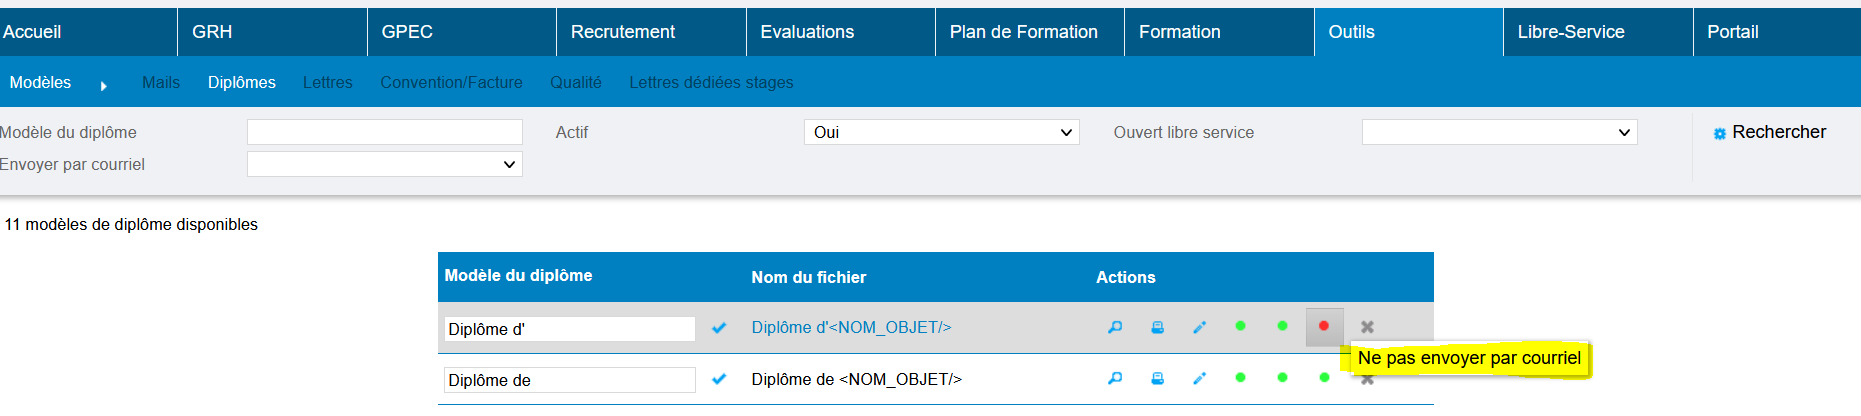 Accueil GRH GPEC Recrutement Evaluations Plan de Formation Formation Outils Libre-Service Portail
Modèles Mails Diplômes Lettres Convention/Facture Qualité Lettres dédiées stages
Modèle du diplôme Actif Oui Ouvert libre service Rechercher
Envoyer par courriel
11 modèles de diplôme disponibles
Modèle du diplôme Nom du fichier Actions
Diplôme d' Diplôme d'<NOM_OBJET/>
Ne pas envoyer par courriel
Diplôme de Diplôme de <NOM_OBJET/>